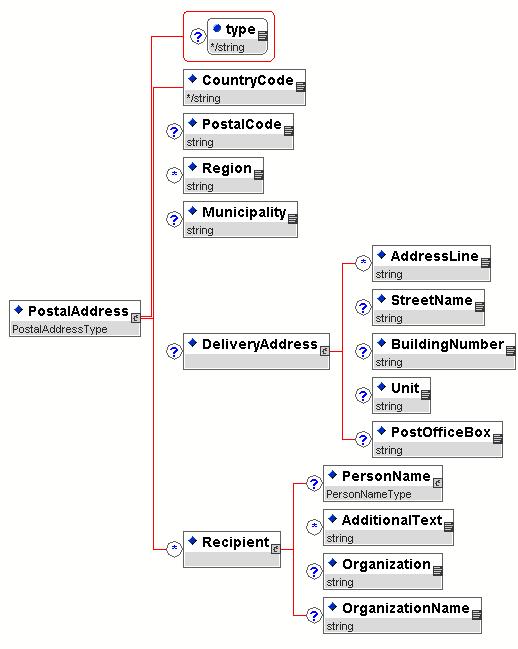 ? type
*/string
CountryCode
*/string
? PostalCode
string
* Region
string
? Municipality
string
PostalAddress
PostalAddressType
? DeliveryAddress
* AddressLine
string
? StreetName
string
? BuildingNumber
string
? Unit
string
? PostOfficeBox
string
* Recipient
? PersonName
PersonNameType
* AdditionalText
string
? Organization
string
? OrganizationName
string